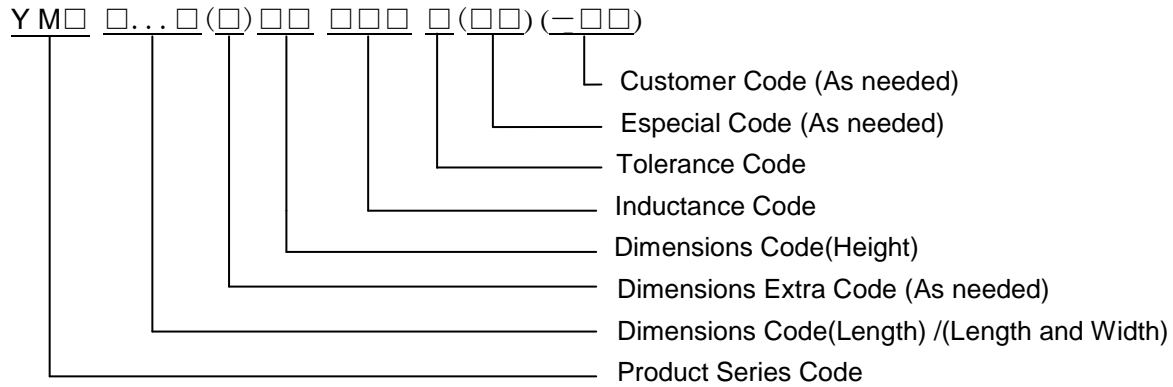 YM□ □...□(□)□□ □□□ □(□□)(—□□)
Customer Code (As needed)
Especial Code (As needed)
Tolerance Code
Inductance Code
Dimensions Code(Height)
Dimensions Extra Code (As needed)
Dimensions Code(Length) /(Length and Width)
Product Series Code